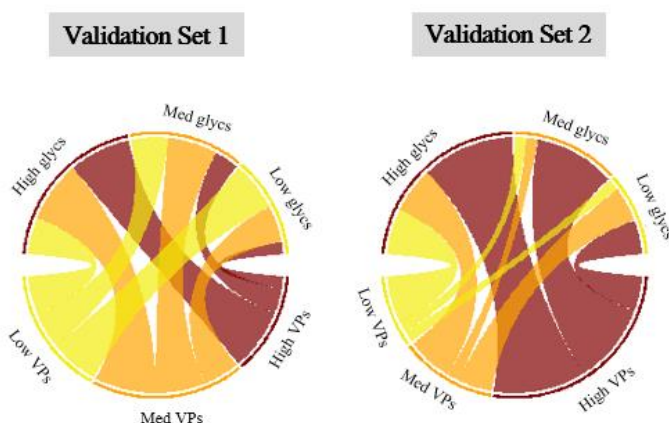 Validation Set 1
Validation Set 2
High glycs
Med glycs
Low glycs
Low VPs
Med VPs
High VPs
High glycs
Med glycs
Low glycs
Low VPs
Med VPs
High VPs